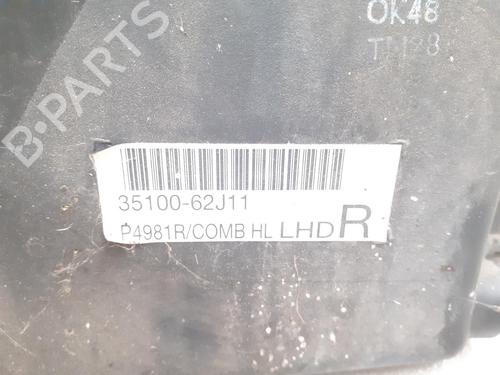 OK48
B-PARTS
35100-62J11
P4981R/COMB HL LHD R